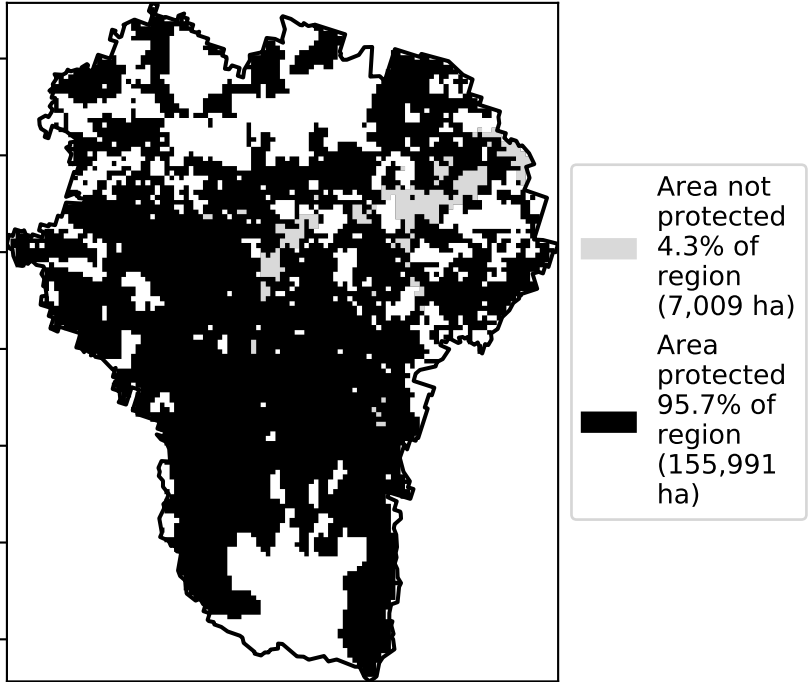 Area not
protected
4.3% of
region
(7,009 ha)
Area
protected
95.7% of
region
(155,991
ha)